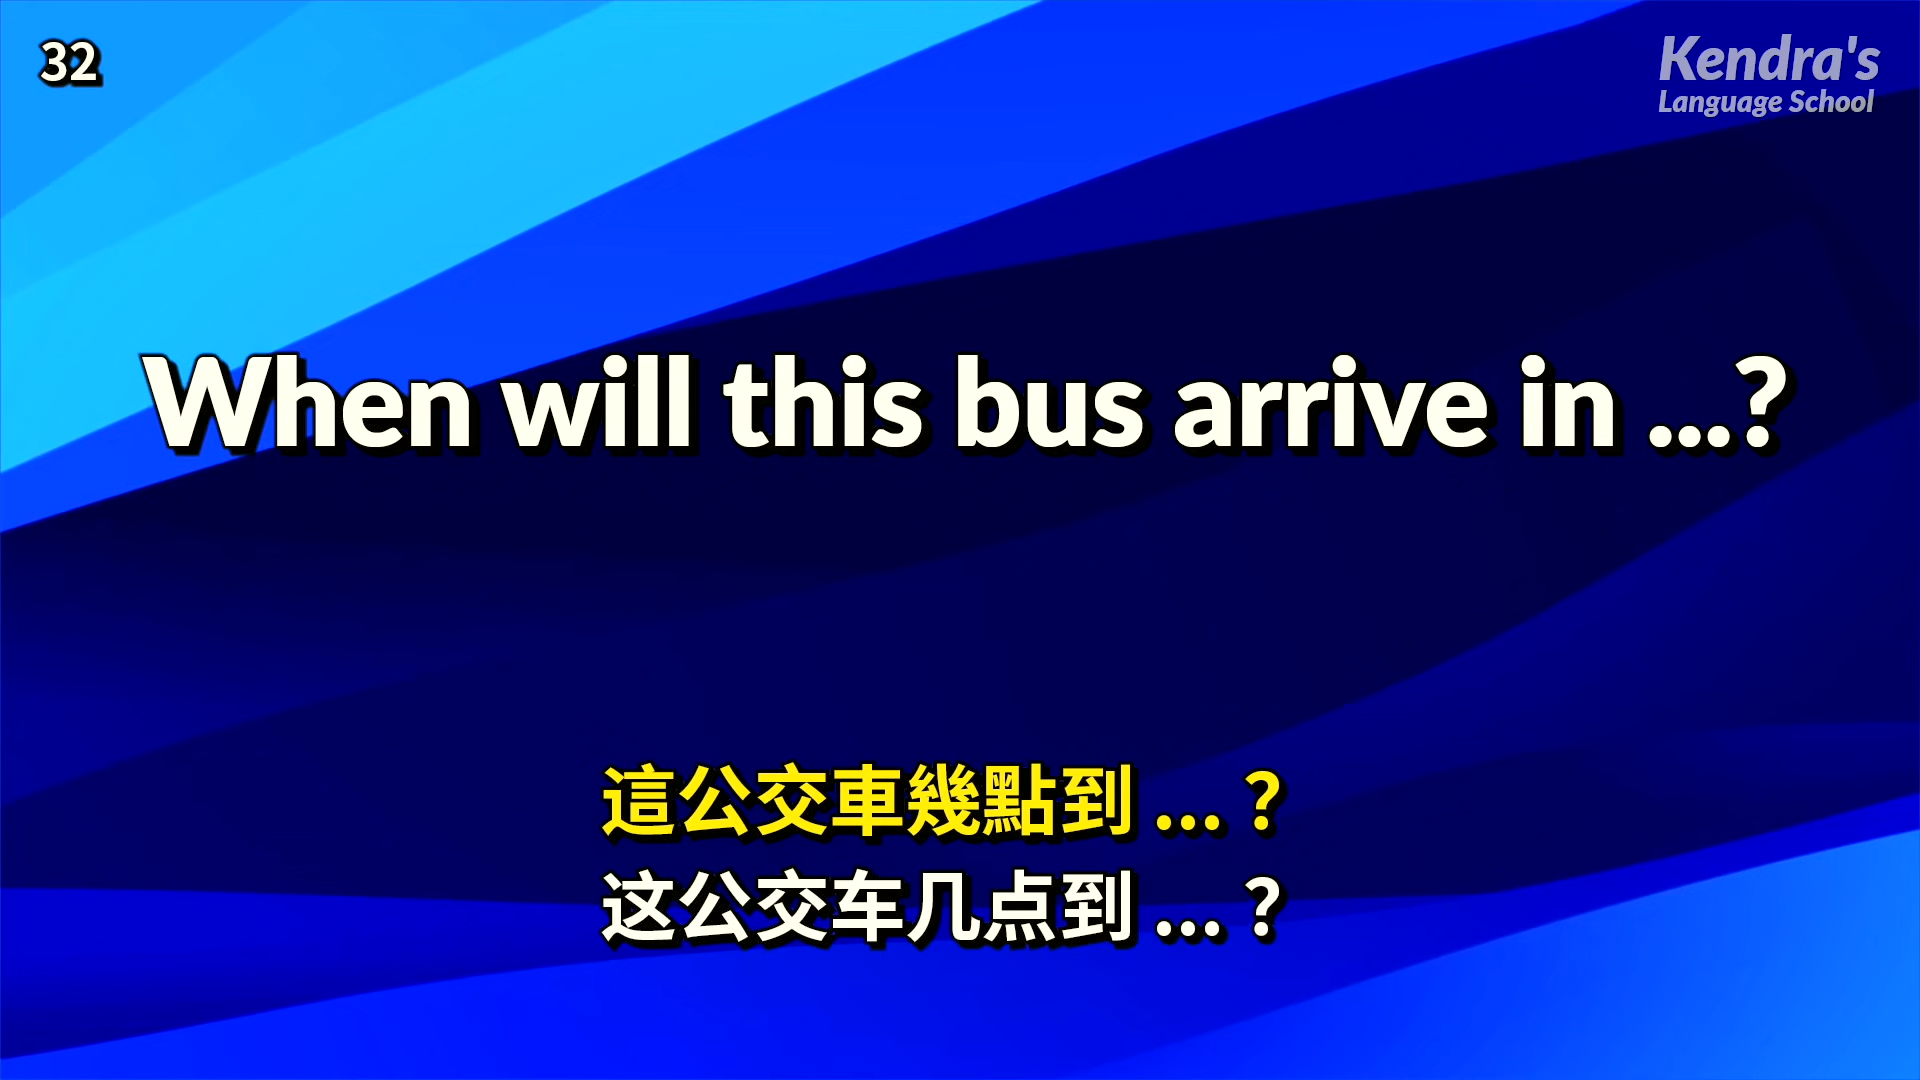 32
Kendra's
Language School
When will this bus arrive in ...?
這公交車幾點到 ... ?
这公交车几点到 ... ?